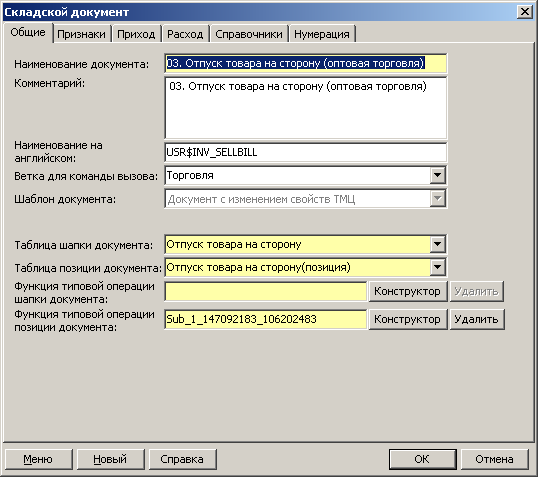 Складской документ
Общие Признаки Приход Расход Справочники Нумерация
Наименование документа: 03. Отпуск товара на сторону (оптовая торговля)
Комментарий: 03. Отпуск товара на сторону (оптовая торговля)
Наименование на
английском: USR$INV_SELLBILL
Ветка для команды вызова: Торговля
Шаблон документа: Документ с изменением свойств ТМЦ
Таблица шапки документа: Отпуск товара на сторону
Таблица позиции документа: Отпуск товара на сторону(позиция)
Функция типовой операции
шапки документа: Конструктор Удалить
Функция типовой операции
позиции документа: Sub_1_147092183_106202483 Конструктор Удалить
Меню Новый Справка ОК Отмена